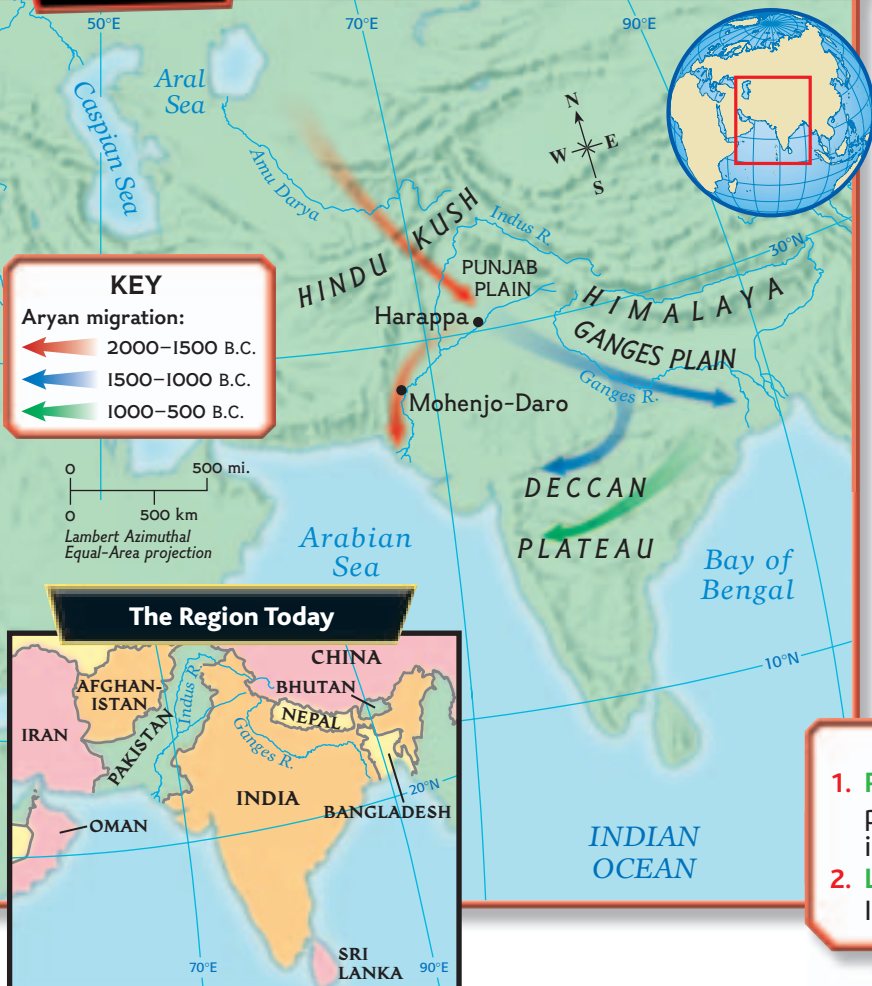 50°E
70°E
90°E
Aral
Sea
Caspian Sea
Amu Darya
N
W
E
S
HINDU KUSH
Indus R.
30°N
PUNJAB
PLAIN
HIMALAYA
Harappa
GANGES PLAIN
Ganges R.
Mohenjo-Daro
KEY
Aryan migration:
2000–1500 B.C.
1500–1000 B.C.
1000–500 B.C.
0 500 mi.
0 500 km
Lambert Azimuthal
Equal-Area projection
DECCAN
PLATEAU
Arabian
Sea
Bay of
Bengal
10°N
INDIAN
OCEAN
The Region Today
CHINA
AFGHAN-
ISTAN
BHUTAN
NEPAL
IRAN
PAKISTAN
Indus R.
Ganges R.
INDIA
20°N
BANGLADESH
OMAN
SRI
LANKA
70°E
90°E
1.
2. L